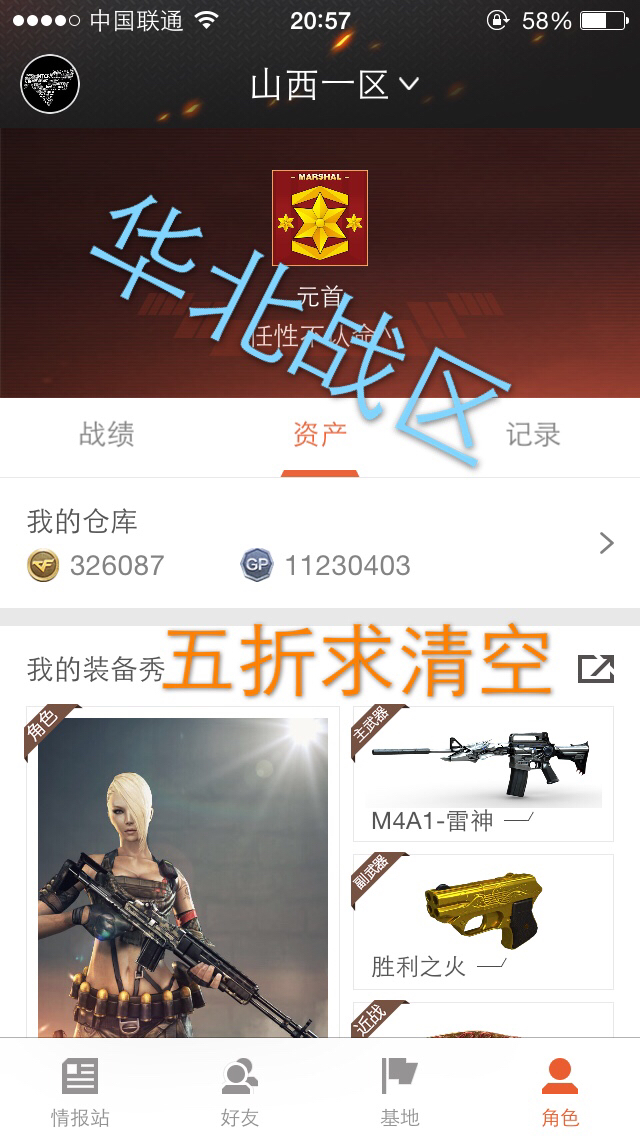 中国联通
20:57
58%
山西一区
- MARSHAL -
元首
任性不认命^
华北战区
战绩
资产
记录
我的仓库
326087
GP 11230403
我的装备秀
五折求清空
角色
主武器
M4A1-雷神
副武器
胜利之火
近战
情报站
好友
基地
角色